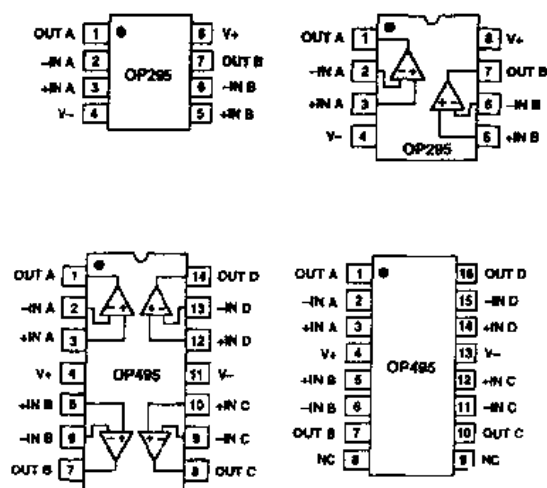 OUT A 1 8 V+
–IN A 2 7 OUT B
OP295
+IN A 3 6 –IN B
V– 4 5 +IN B
OUT A 1 8 V+
–IN A 2 7 OUT B
+IN A 3 6 –IN B
V– 4 5 +IN B
OP295
OUT A 1 14 OUT D
–IN A 2 13 –IN D
+IN A 3 12 +IN D
V+ 4 OP495 11 V–
+IN B 5 10 +IN C
–IN B 6 9 –IN C
OUT B 7 8 OUT C
OUT A 1 16 OUT D
–IN A 2 15 –IN D
+IN A 3 14 +IN D
V+ 4 13 V–
OP495
+IN B 5 12 +IN C
–IN B 6 11 –IN C
OUT B 7 10 OUT C
NC 8 9 NC